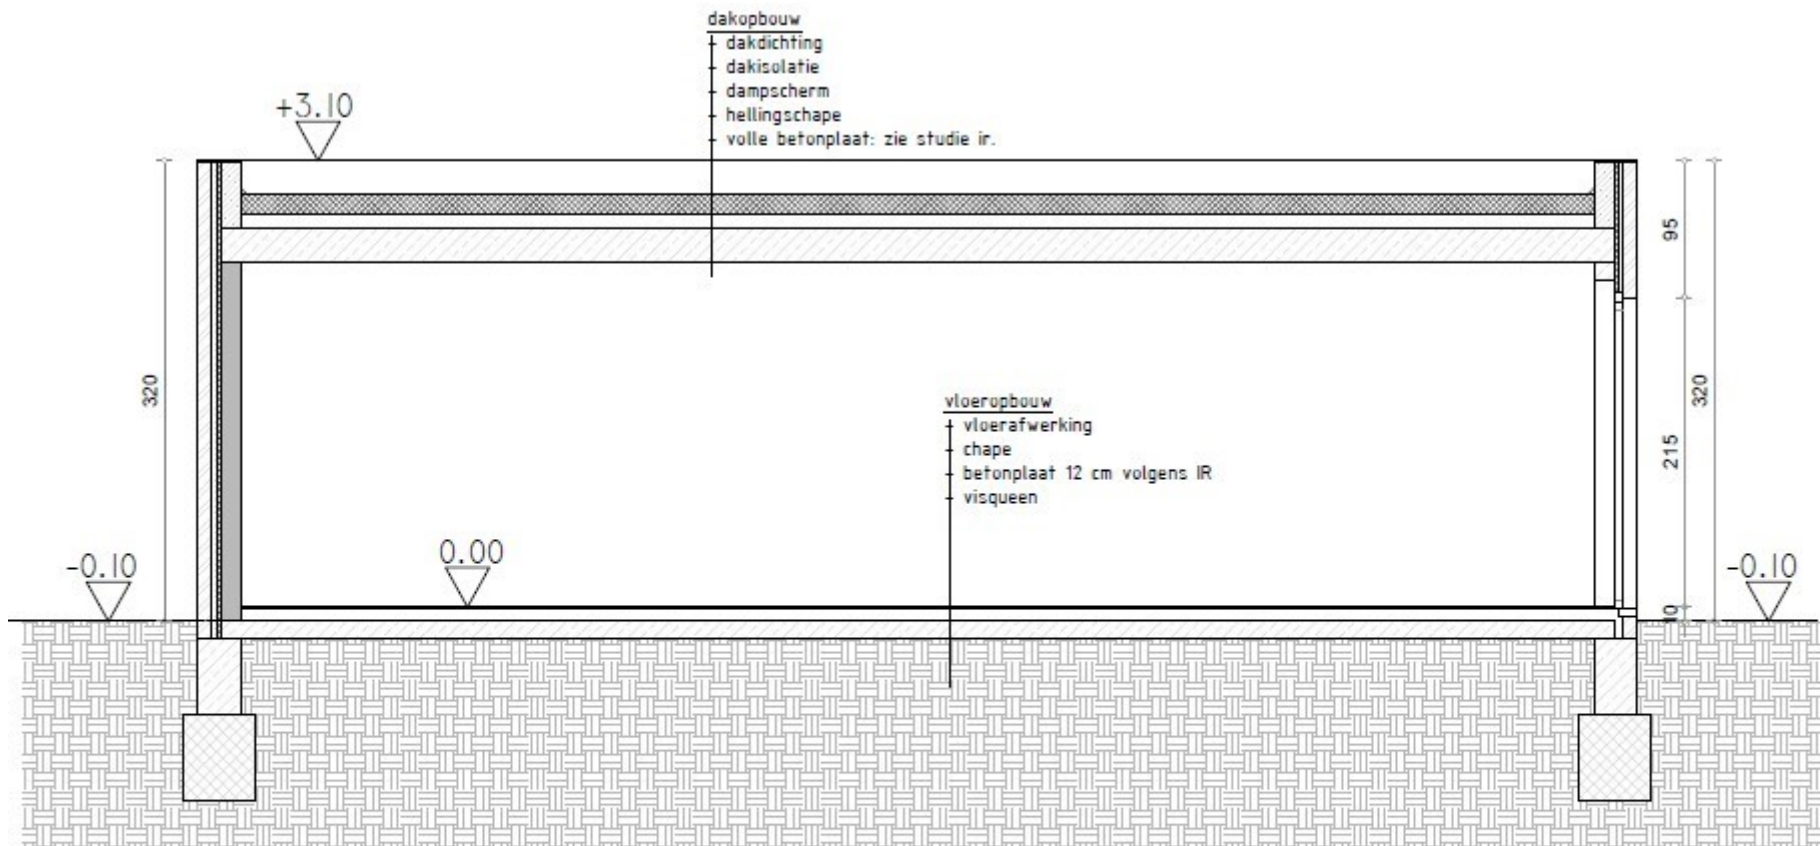 dakopbouw
dakdichting
dakisolatie
dampscherm
hellingschape
volle betonplaat: zie studie ir.
+3.10
95
320
320
215
vloeropbouw
vloerafwerking
chape
betonplaat 12 cm volgens IR
visqueen
-0.10
0.00
-0.10
10